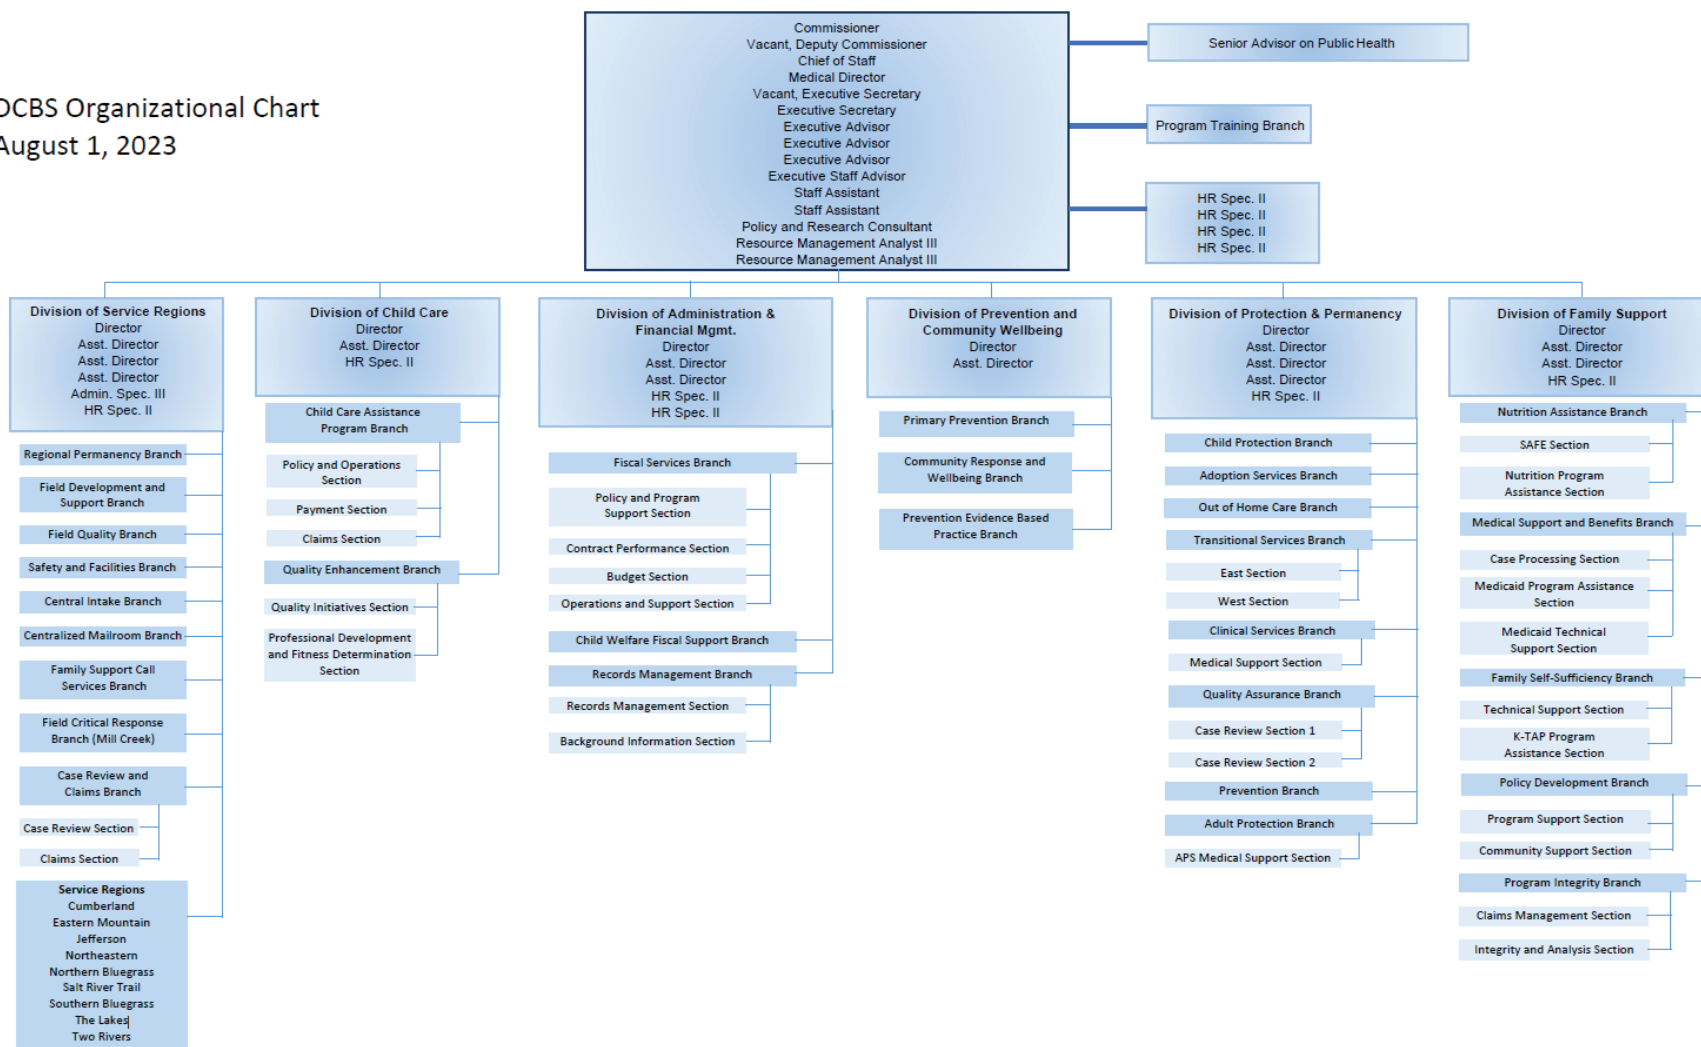 DCBS Organizational Chart
August 1, 2023
Commissioner
Vacant, Deputy Commissioner
Chief of Staff
Medical Director
Vacant, Executive Secretary
Executive Secretary
Executive Advisor
Executive Advisor
Executive Advisor
Executive Staff Advisor
Staff Assistant
Staff Assistant
Policy and Research Consultant
Resource Management Analyst III
Resource Management Analyst III
Senior Advisor on Public Health
Program Training Branch
HR Spec. II
HR Spec. II
HR Spec. II
HR Spec. II
Division of Service Regions
Director
Asst. Director
Asst. Director
Asst. Director
Admin. Spec. III
HR Spec. II
Regional Permanency Branch
Field Development and
Support Branch
Field Quality Branch
Safety and Facilities Branch
Central Intake Branch
Centralized Mailroom Branch
Family Support Call
Services Branch
Field Critical Response
Branch (Mill Creek)
Case Review and
Claims Branch
Case Review Section
Claims Section
Service Regions
Cumberland
Eastern Mountain
Jefferson
Northeastern
Northern Bluegrass
Salt River Trail
Southern Bluegrass
The Lakes
Two Rivers
Division of Child Care
Director
Asst. Director
HR Spec. II
Child Care Assistance
Program Branch
Policy and Operations
Section
Payment Section
Claims Section
Quality Enhancement Branch
Quality Initiatives Section
Professional Development
and Fitness Determination
Section
Division of Administration &
Financial Mgmt.
Director
Asst. Director
Asst. Director
HR Spec. II
HR Spec. II
Fiscal Services Branch
Policy and Program
Support Section
Contract Performance Section
Budget Section
Operations and Support Section
Child Welfare Fiscal Support Branch
Records Management Branch
Records Management Section
Background Information Section
Division of Prevention and
Community Wellbeing
Director
Asst. Director
Primary Prevention Branch
Community Response and
Wellbeing Branch
Prevention Evidence Based
Practice Branch
Division of Protection & Permanency
Director
Asst. Director
Asst. Director
Asst. Director
HR Spec. II
Child Protection Branch
Adoption Services Branch
Out of Home Care Branch
Transitional Services Branch
East Section
West Section
Clinical Services Branch
Medical Support Section
Quality Assurance Branch
Case Review Section 1
Case Review Section 2
Prevention Branch
Adult Protection Branch
APS Medical Support Section
Division of Family Support
Director
Asst. Director
Asst. Director
HR Spec. II
Nutrition Assistance Branch
SAFE Section
Nutrition Program
Assistance Section
Medical Support and Benefits Branch
Case Processing Section
Medicaid Program Assistance
Section
Medicaid Technical
Support Section
Family Self-Sufficiency Branch
Technical Support Section
K-TAP Program
Assistance Section
Policy Development Branch
Program Support Section
Community Support Section
Program Integrity Branch
Claims Management Section
Integrity and Analysis Section